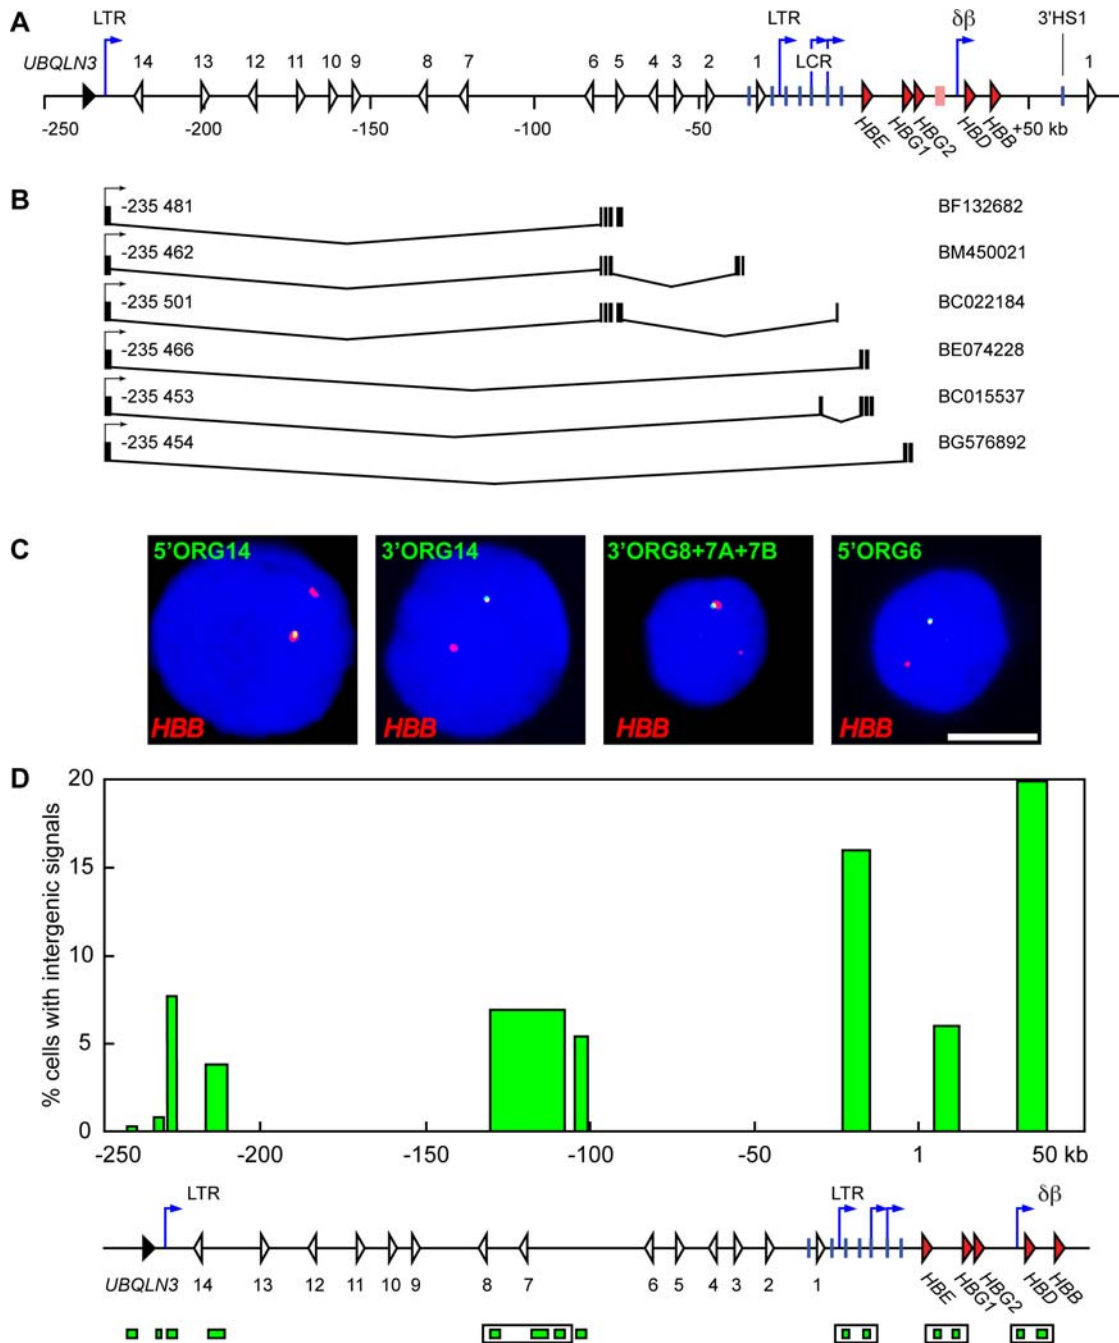 A
LTR LTR δβ 3'HS1
UBQLN3 14 13 12 11 10 9 8 7 6 5 4 3 2 1 LCR 1
-250 -200 -150 -100 -50 HBE HBG1 HBG2 HBD HBB +50 kb
B
-235 481 BF132682
-235 462 BM450021
-235 501 BC022184
-235 466 BE074228
-235 453 BC015537
-235 454 BG576892
C
5'ORG14 3'ORG14 3'ORG8+7A+7B 5'ORG6
HBB HBB HBB HBB
D
% cells with intergenic signals
20
15
10
5
0
-250 -200 -150 -100 -50 1 50 kb
LTR LTR δβ
UBQLN3 14 13 12 11 10 9 8 7 6 5 4 3 2 1 HBE HBG1 HBG2 HBD HBB